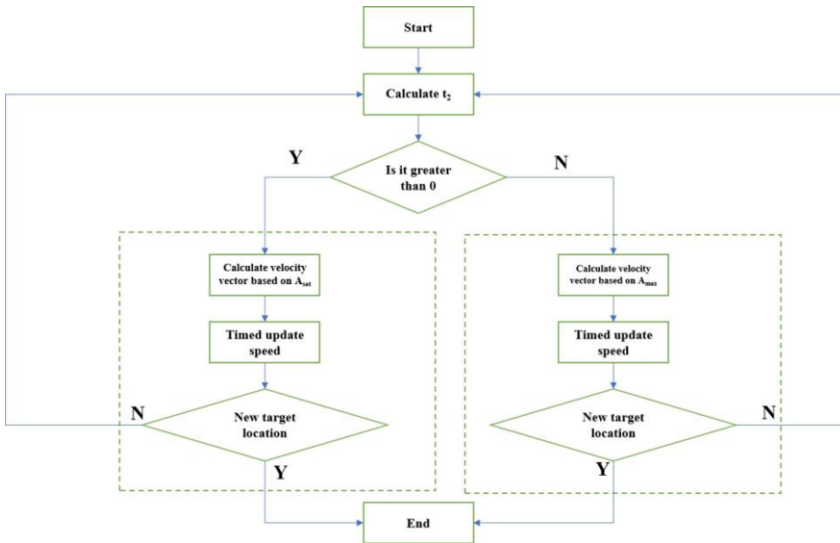 Start
Calculate t₂
Y
Is it greater
than 0
N
Calculate velocity
vector based on Aₛₑₜ
Calculate velocity
vector based on Aₘₐₓ
Timed update
speed
Timed update
speed
N
New target
location
New target
location
N
Y
Y
End